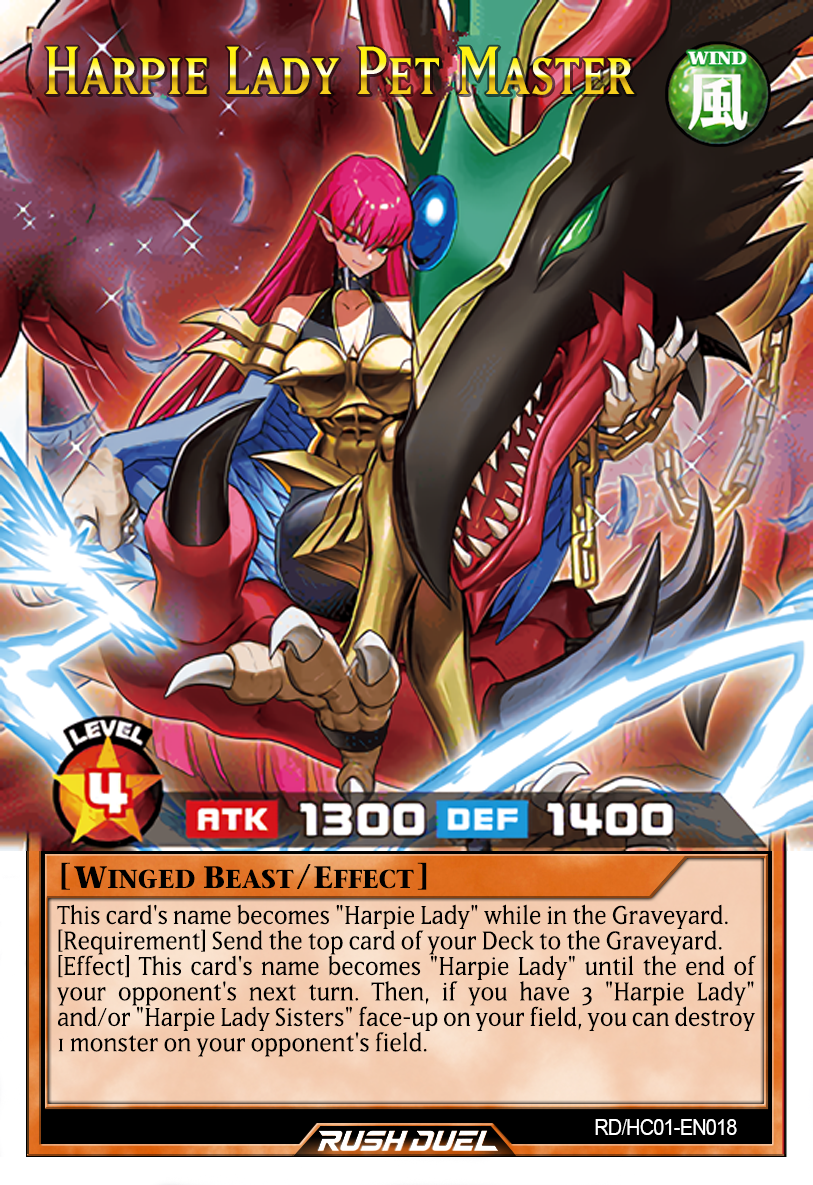 Harpie Lady Pet Master
WIND
風
LEVEL
4
ATK 1300 DEF 1400
[Winged Beast/Effect]
This card's name becomes "Harpie Lady" while in the Graveyard.
[Requirement] Send the top card of your Deck to the Graveyard.
[Effect] This card's name becomes "Harpie Lady" until the end of
your opponent's next turn. Then, if you have 3 "Harpie Lady"
and/or "Harpie Lady Sisters" face-up on your field, you can destroy
1 monster on your opponent's field.
RD/HC01-EN018
RUSH DUEL